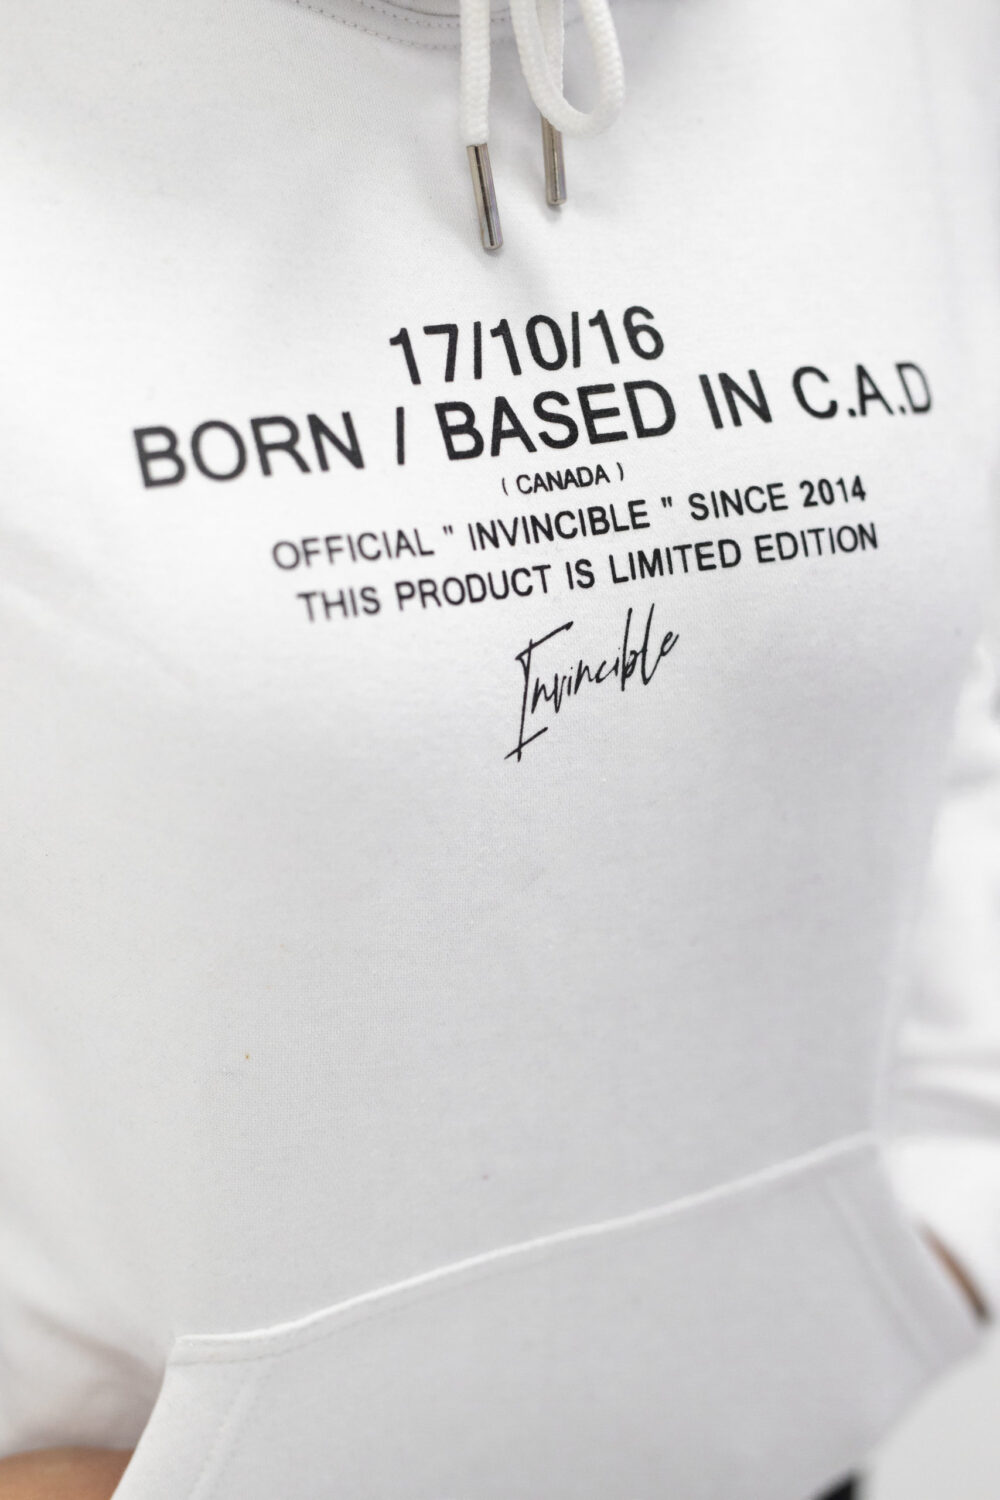 17/10/16
BORN / BASED IN C.A.D
( CANADA )
OFFICIAL " INVINCIBLE " SINCE 2014
THIS PRODUCT IS LIMITED EDITION
Invincible